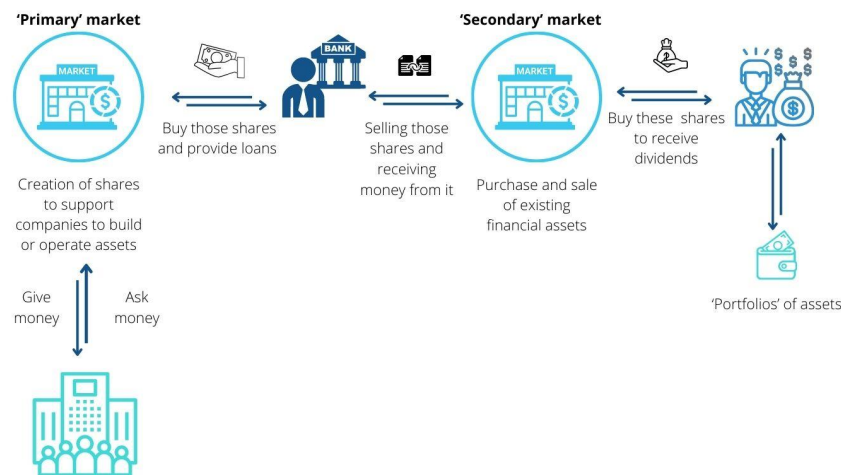 'Primary' market
'Secondary' market
MARKET
BANK
MARKET
Buy those shares
and provide loans
Selling those
shares and
receiving
money from it
Buy these shares
to receive
dividends
Creation of shares
to support
companies to build
or operate assets
Purchase and sale
of existing
financial assets
Give
money
Ask
money
'Portfolios' of assets